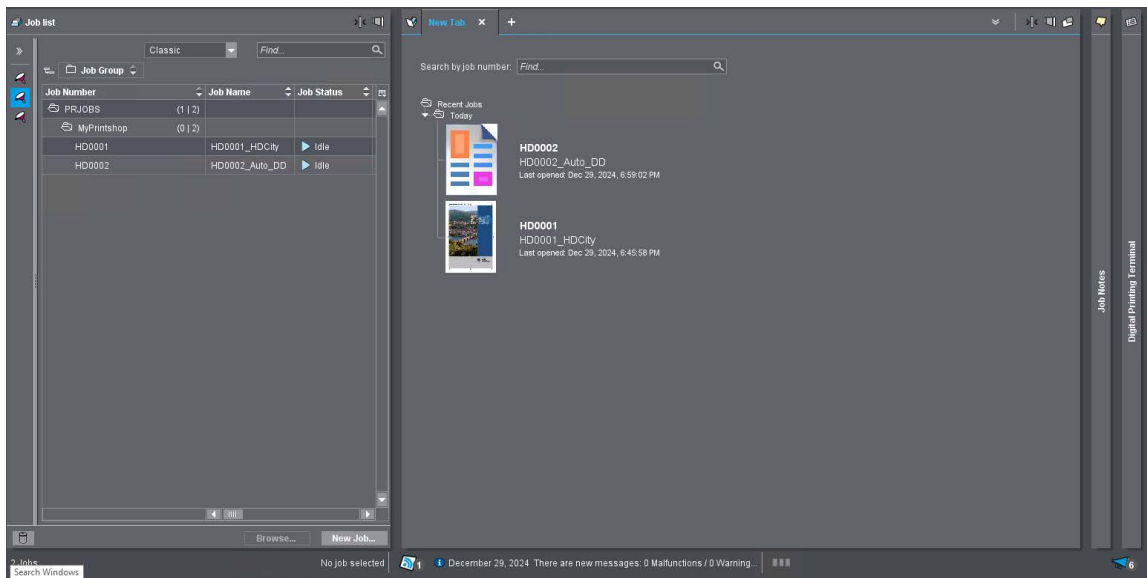 Job list
Classic
Find...
Job Group
Job Number
Job Name
Job Status
PRJOBS
(1 | 2)
MyPrintshop
(0 | 2)
HD0001
HD0001_HDCity
Idle
HD0002
HD0002_Auto_DD
Idle
Browse...
New Job...
2 Jobs
No job selected
Search Windows
New Tab
Search by job number:
Find...
Recent Jobs
Today
HD0002
HD0002_Auto_DD
Last opened: Dec 29, 2024, 6:59:02 PM
HD0001
HD0001_HDCity
Last opened: Dec 29, 2024, 6:45:58 PM
1
December 29, 2024 There are new messages: 0 Malfunctions / 0 Warning...
6
Job Notes
Digital Printing Terminal